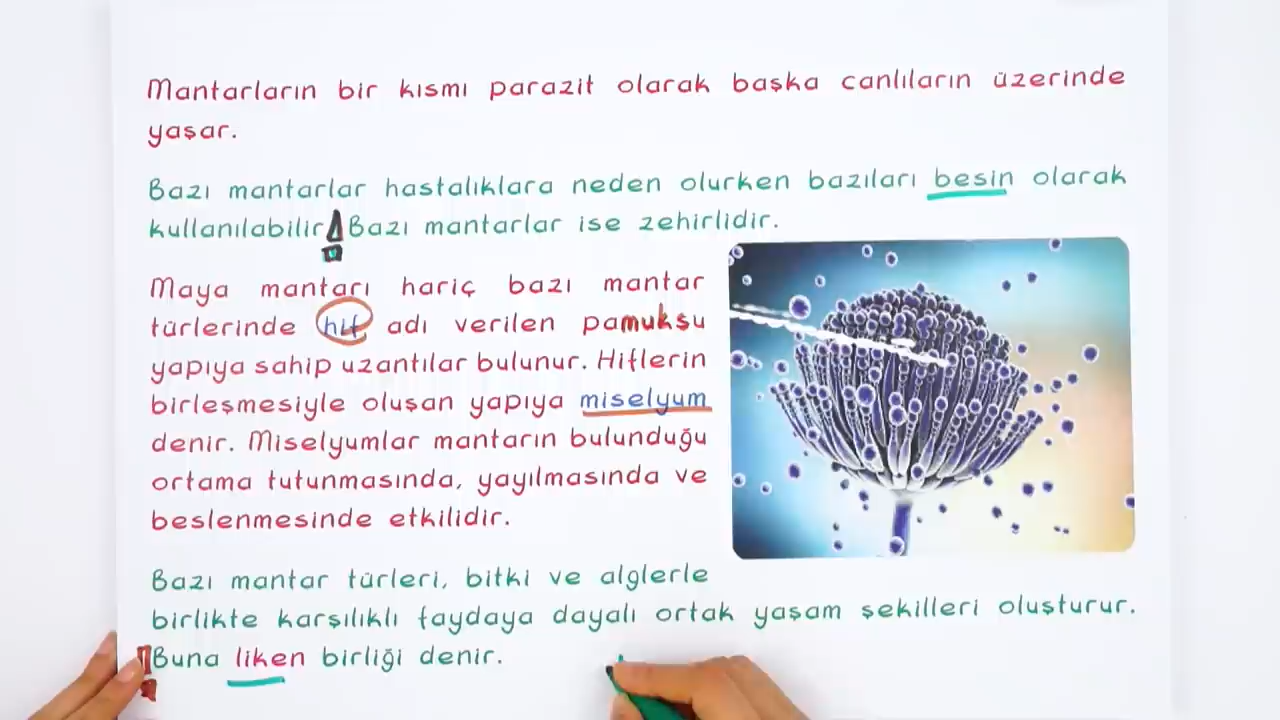 Mantarların bir kısmı parazit olarak başka canlıların üzerinde
yaşar.
Bazı mantarlar hastalıklara neden olurken bazıları besin olarak
kullanılabilir. Bazı mantarlar ise zehirlidir.
Maya mantarı hariç bazı mantar
türlerinde hif adı verilen pamuksu
yapıya sahip uzantılar bulunur. Hiflerin
birleşmesiyle oluşan yapıya miselyum
denir. Miselyumlar mantarın bulunduğu
ortama tutunmasında, yayılmasında ve
beslenmesinde etkilidir.
Bazı mantar türleri, bitki ve alglerle
birlikte karşılıklı faydaya dayalı ortak yaşam şekilleri oluşturur.
Buna liken birliği denir.